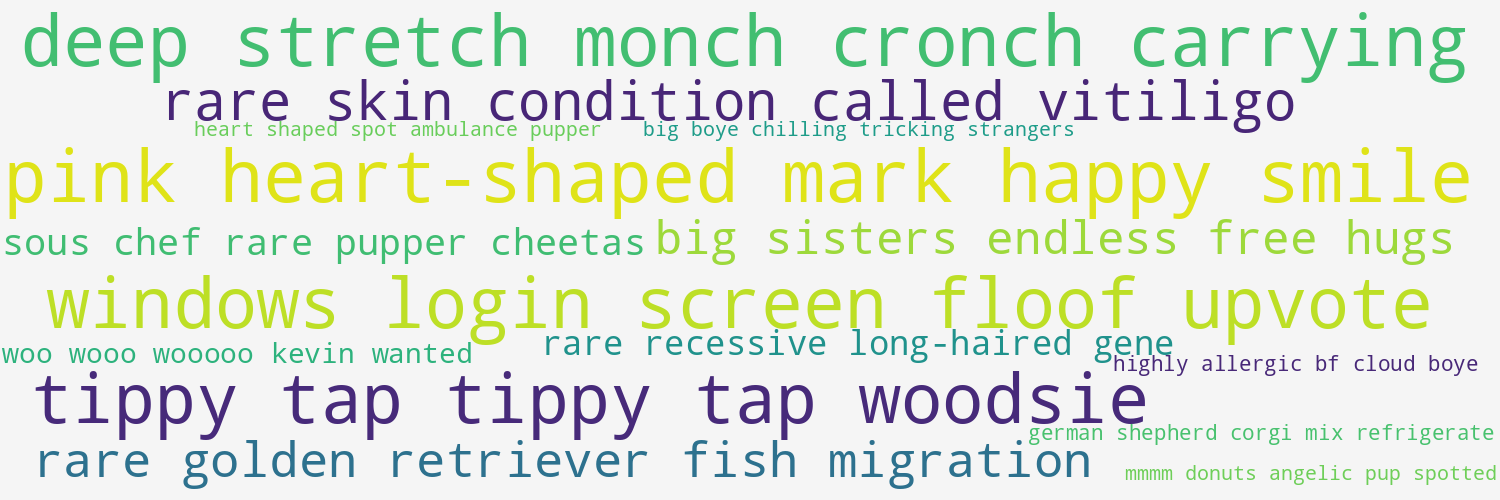 deep stretch monch cronch carrying
rare skin condition called vitiligo
heart shaped spot ambulance pupper
big boye chilling tricking strangers
pink heart-shaped mark happy smile
sous chef rare pupper cheetas
big sisters endless free hugs
windows login screen floof upvote
rare recessive long-haired gene
woo wooo wooooo kevin wanted
highly allergic bf cloud boye
tippy tap tippy tap woodsie
german shepherd corgi mix refrigerate
rare golden retriever fish migration
mmmm donuts angelic pup spotted